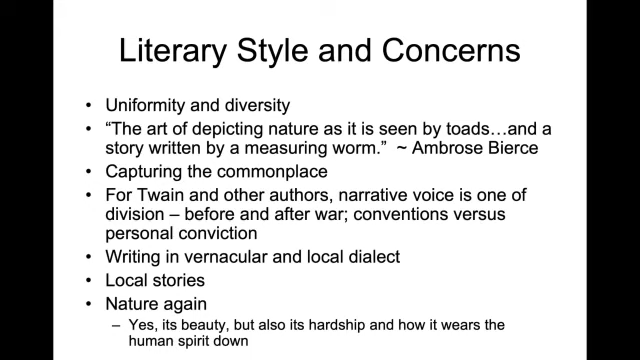 Literary Style and Concerns
• Uniformity and diversity
• “The art of depicting nature as it is seen by toads…and a
story written by a measuring worm.” ~ Ambrose Bierce
• Capturing the commonplace
• For Twain and other authors, narrative voice is one of
division – before and after war; conventions versus
personal conviction
• Writing in vernacular and local dialect
• Local stories
• Nature again
– Yes, its beauty, but also its hardship and how it wears the
human spirit down